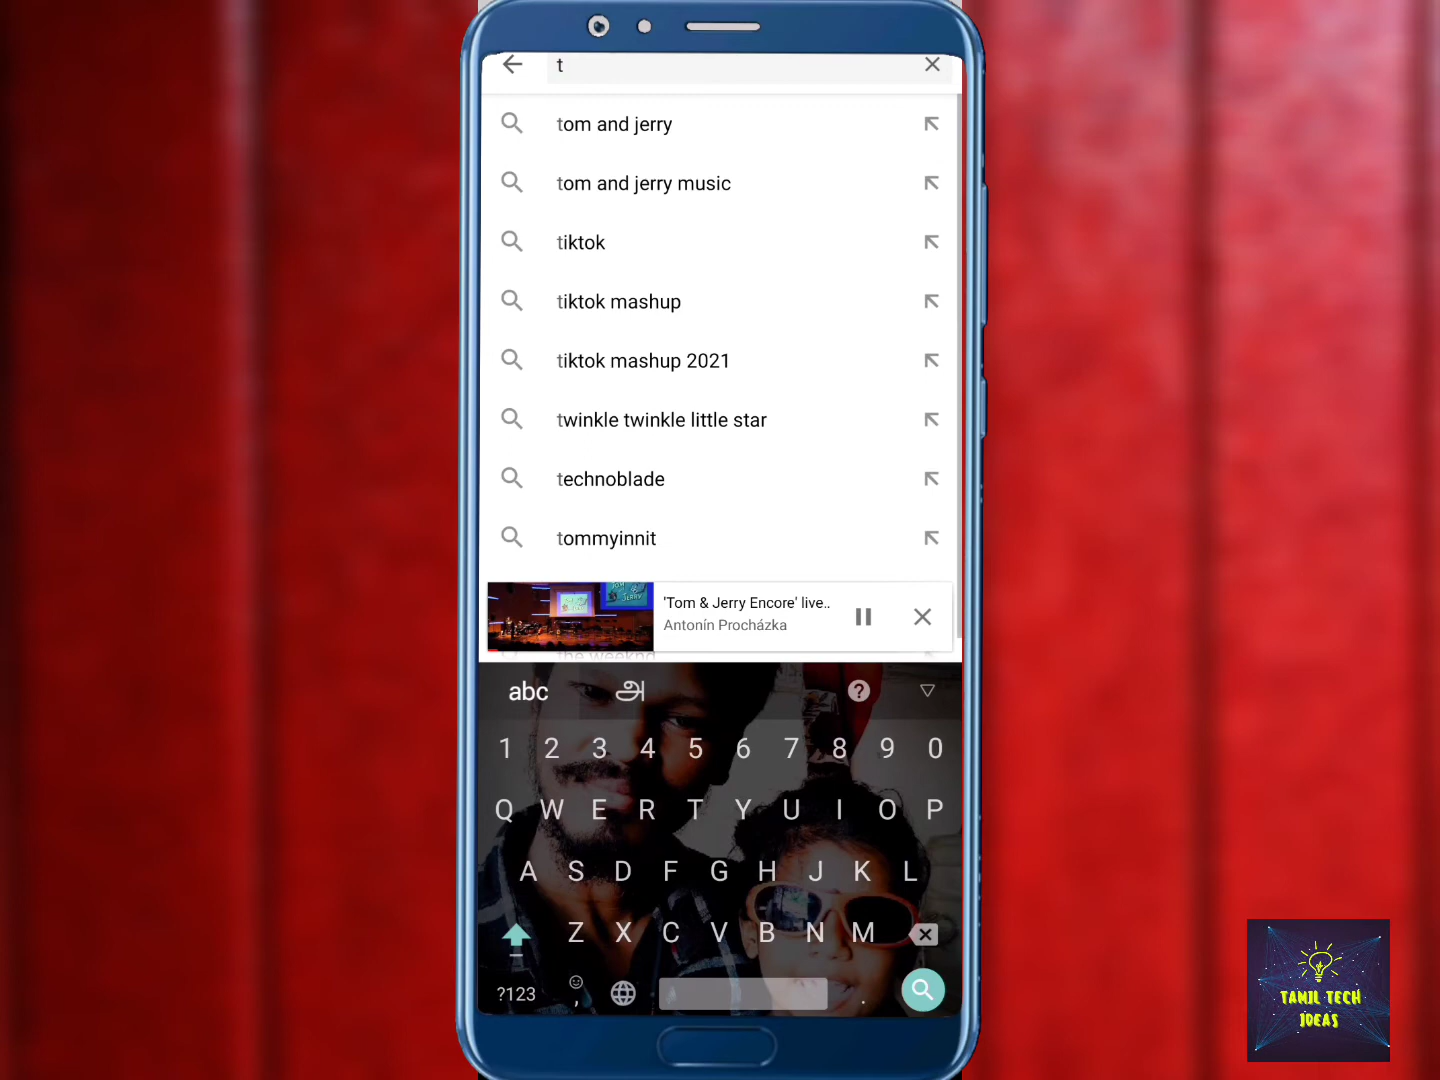 t
tom and jerry
tom and jerry music
tiktok
tiktok mashup
tiktok mashup 2021
twinkle twinkle little star
technoblade
tommyinnit
TOM
JERRY
'Tom & Jerry Encore' live..
Antonín Procházka
the weeknd
abc அ ?
1 2 3 4 5 6 7 8 9 0
Q W E R T Y U I O P
A S D F G H J K L
Z X C V B N M
?123 , .
TAMIL TECH
IDEAS